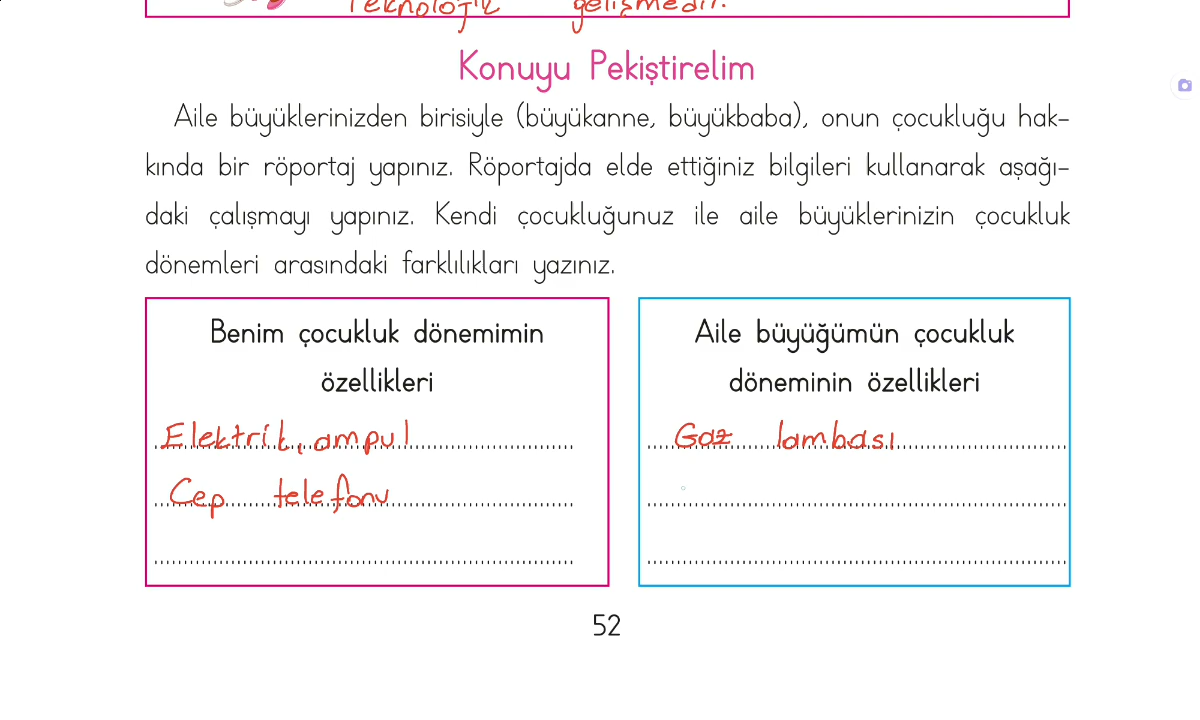 Teknolojik gelişmedir.
Konuyu Pekiştirelim
Aile büyüklerinizden birisiyle (büyükanne, büyükbaba), onun çocukluğu hak-
kında bir röportaj yapınız. Röportajda elde ettiğiniz bilgileri kullanarak aşağı-
daki çalışmayı yapınız. Kendi çocukluğunuz ile aile büyüklerinizin çocukluk
dönemleri arasındaki farklılıkları yazınız.
Benim çocukluk dönemimin
özellikleri
Elektrik, ampul
Cep telefonu
Aile büyüğümün çocukluk
döneminin özellikleri
Gaz lambası
52